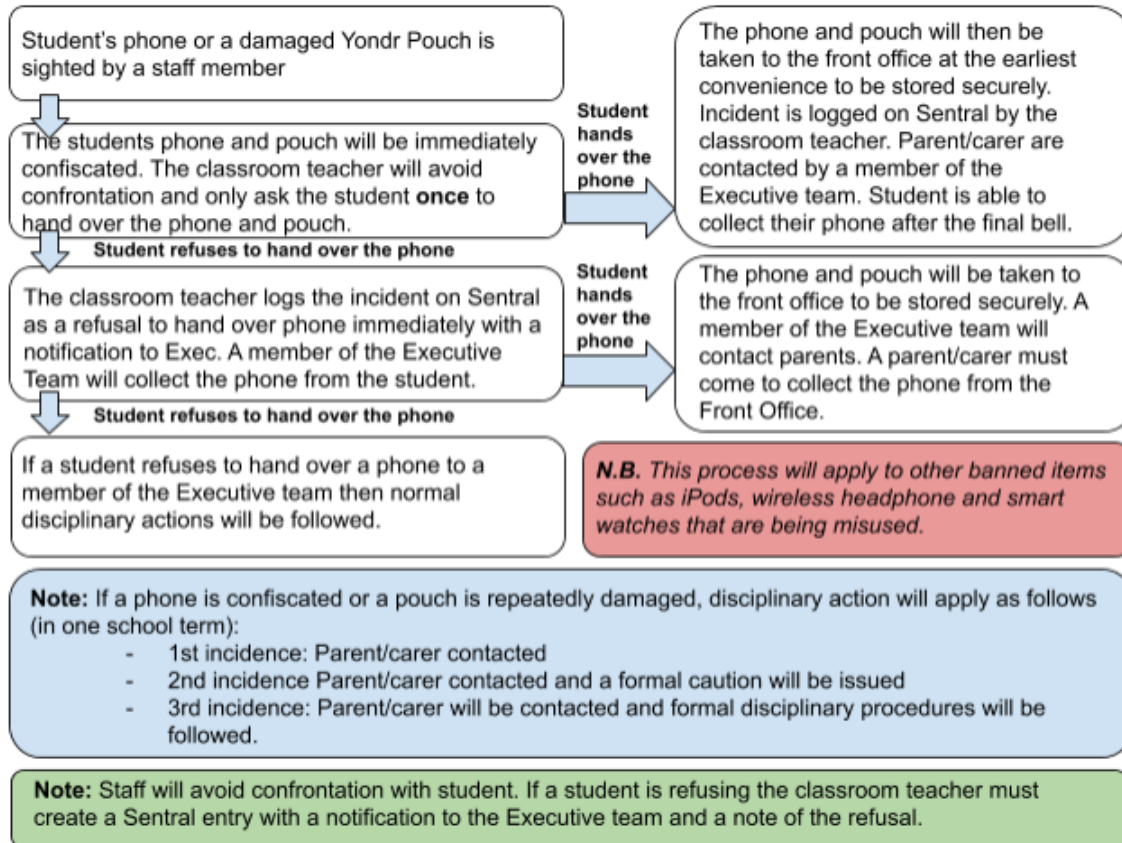 Student's phone or a damaged Yondr Pouch is
sighted by a staff member
The students phone and pouch will be immediately
confiscated. The classroom teacher will avoid
confrontation and only ask the student once to
hand over the phone and pouch.
Student
hands
over the
phone
The phone and pouch will then be
taken to the front office at the earliest
convenience to be stored securely.
Incident is logged on Sentral by the
classroom teacher. Parent/carer are
contacted by a member of the
Executive team. Student is able to
collect their phone after the final bell.
Student refuses to hand over the phone
The classroom teacher logs the incident on Sentral
as a refusal to hand over phone immediately with a
notification to Exec. A member of the Executive
Team will collect the phone from the student.
Student
hands
over the
phone
The phone and pouch will be taken to
the front office to be stored securely. A
member of the Executive team will
contact parents. A parent/carer must
come to collect the phone from the
Front Office.
Student refuses to hand over the phone
If a student refuses to hand over a phone to a
member of the Executive team then normal
disciplinary actions will be followed.
N.B. This process will apply to other banned items
such as iPods, wireless headphone and smart
watches that are being misused.
Note: If a phone is confiscated or a pouch is repeatedly damaged, disciplinary action will apply as follows
(in one school term):
- 1st incidence: Parent/carer contacted
- 2nd incidence Parent/carer contacted and a formal caution will be issued
- 3rd incidence: Parent/carer will be contacted and formal disciplinary procedures will be
followed.
Note: Staff will avoid confrontation with student. If a student is refusing the classroom teacher must
create a Sentral entry with a notification to the Executive team and a note of the refusal.